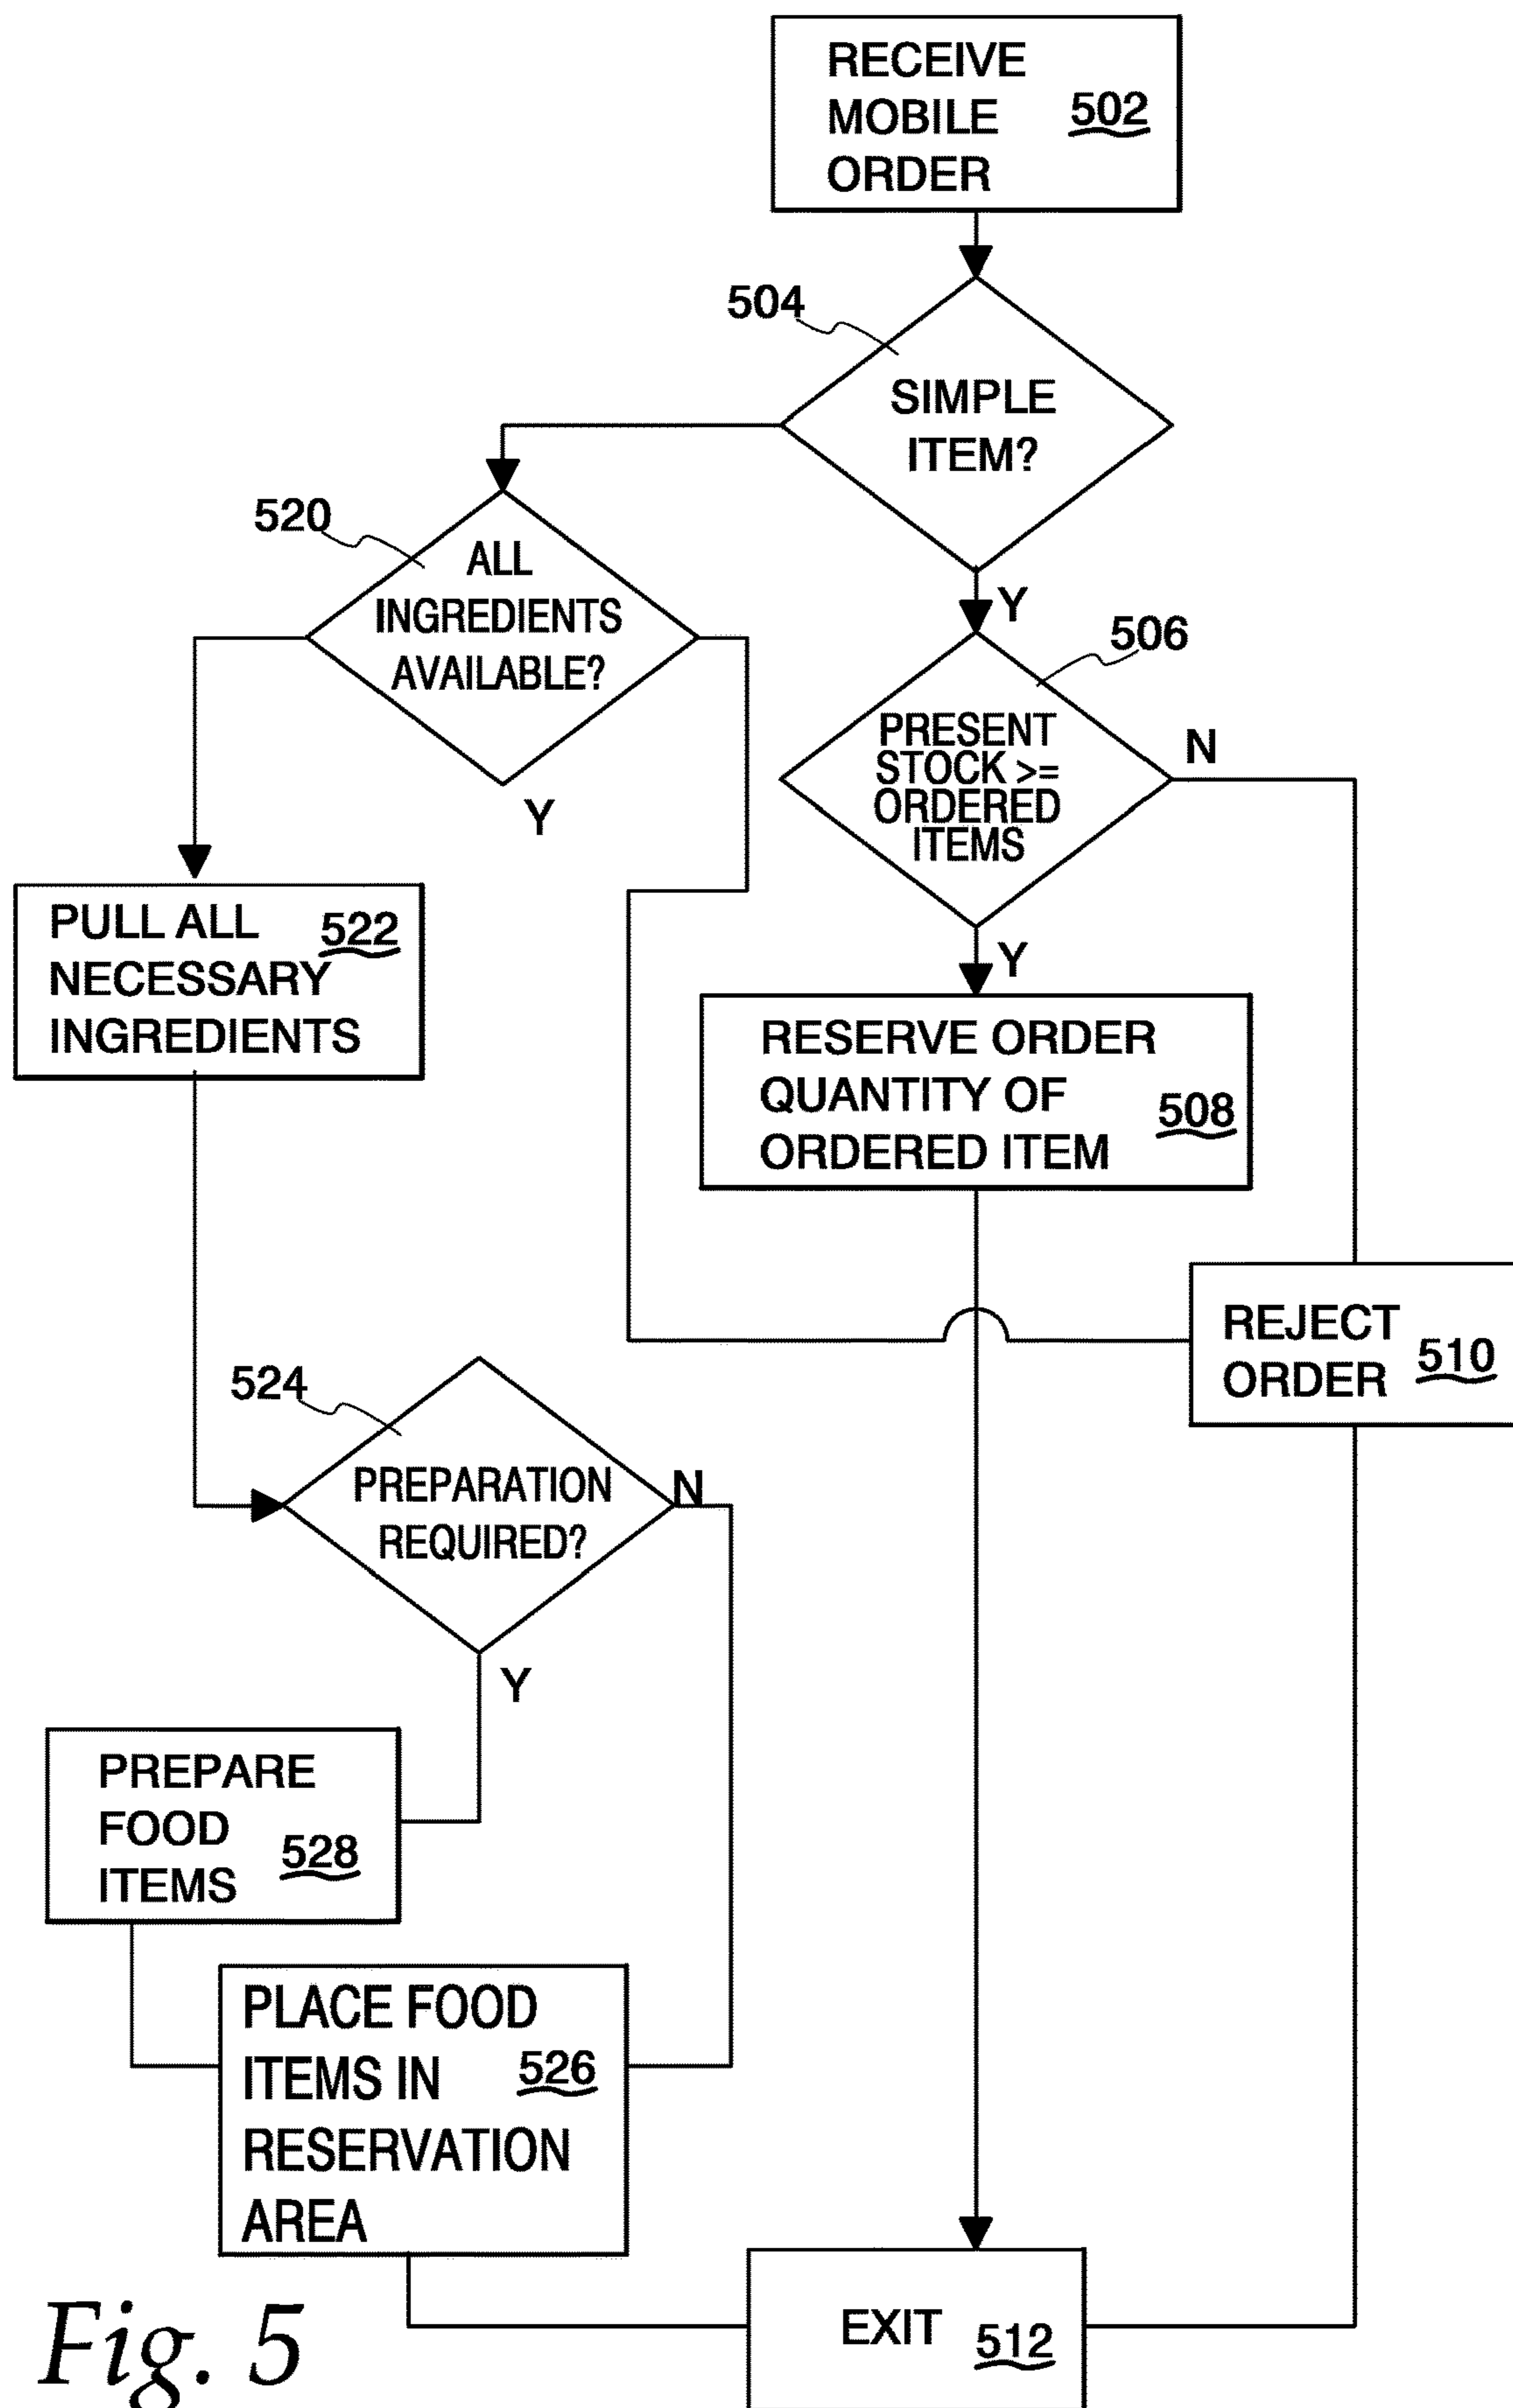 RECEIVE
MOBILE 502
ORDER
504
SIMPLE
ITEM?
520
ALL
INGREDIENTS
AVAILABLE?
Y
506
PRESENT
STOCK >=
ORDERED
ITEMS
N
Y
PULL ALL 522
NECESSARY
INGREDIENTS
Y
RESERVE ORDER
QUANTITY OF 508
ORDERED ITEM
REJECT
ORDER 510
524
PREPARATION
REQUIRED?
N
Y
PREPARE
FOOD
ITEMS 528
PLACE FOOD
ITEMS IN 526
RESERVATION
AREA
EXIT 512
Fig. 5